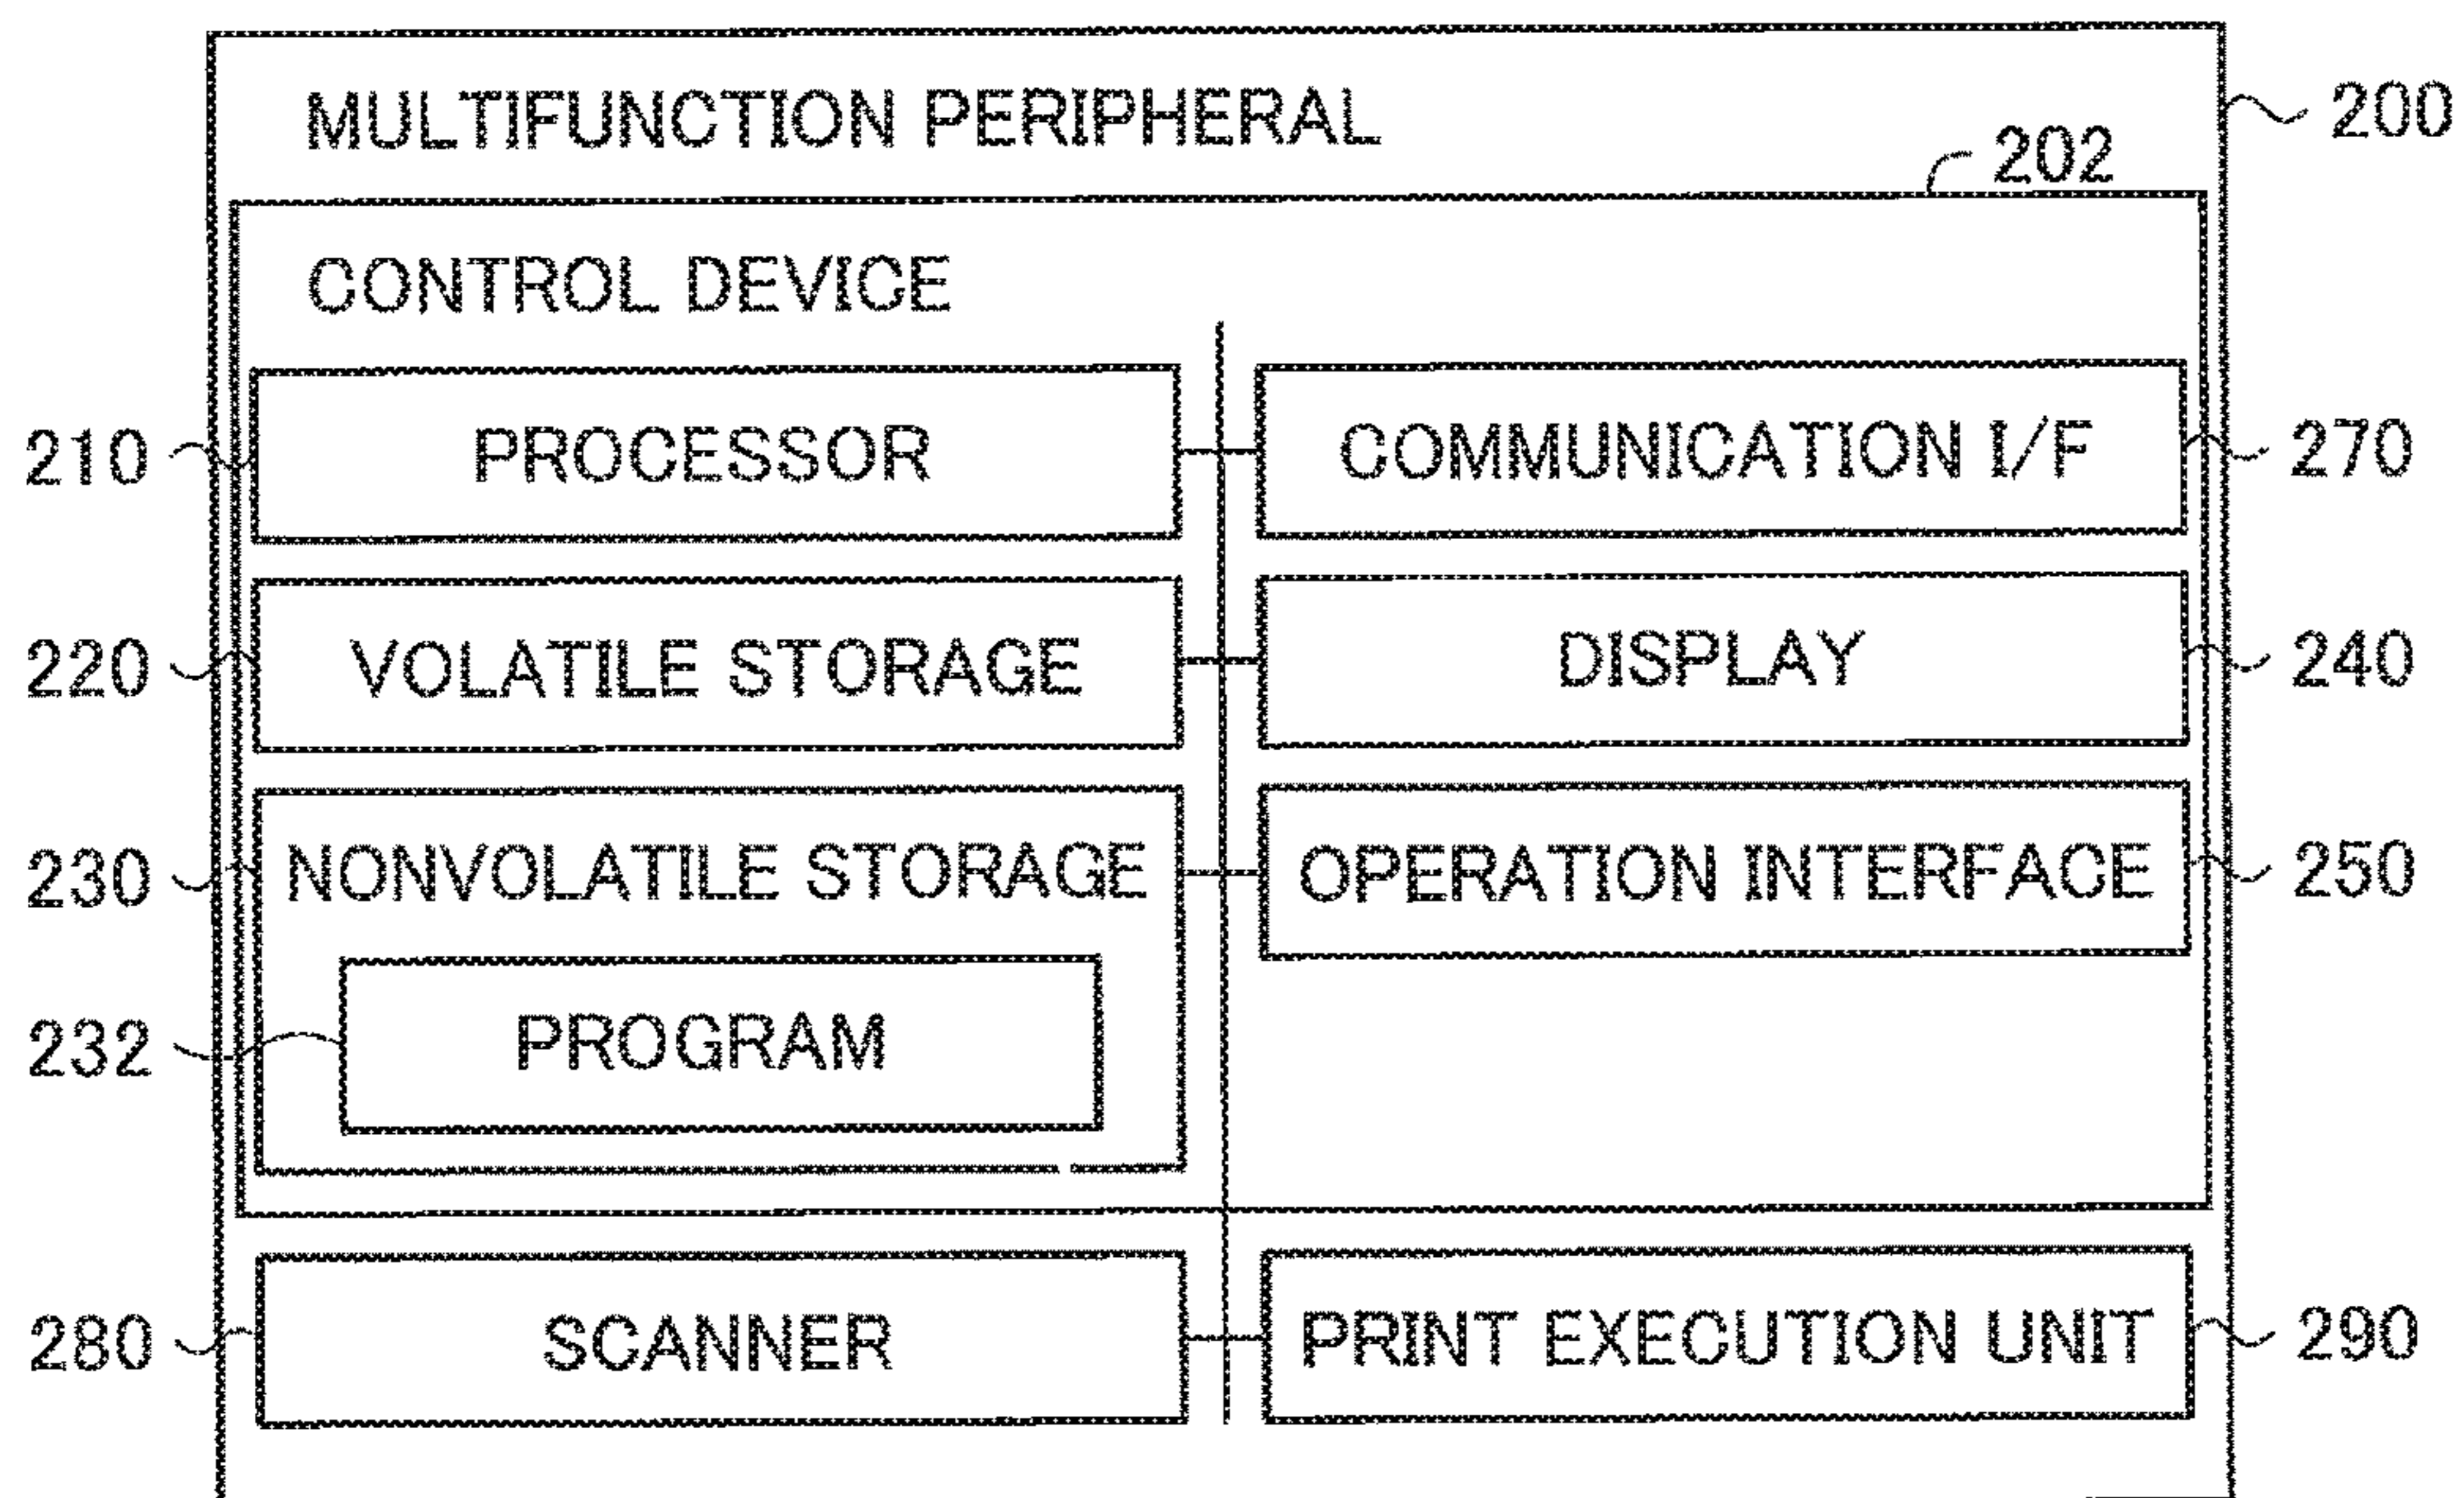 MULTIFUNCTION PERIPHERAL
200
202
CONTROL DEVICE
210
PROCESSOR
COMMUNICATION I/F
270
220
VOLATILE STORAGE
DISPLAY
240
230
NONVOLATILE STORAGE
OPERATION INTERFACE
250
232
PROGRAM
280
SCANNER
PRINT EXECUTION UNIT
290